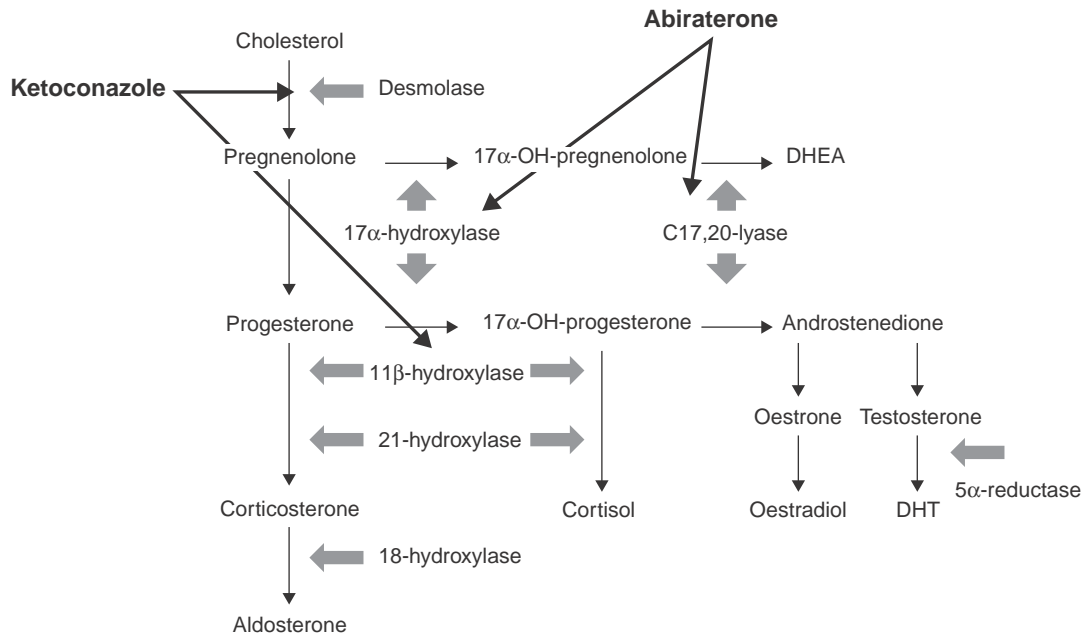 Abiraterone
Cholesterol
Ketoconazole
Desmolase
Pregnenolone
17α-OH-pregnenolone
DHEA
17α-hydroxylase
C17,20-lyase
Progesterone
17α-OH-progesterone
Androstenedione
11β-hydroxylase
Oestrone
Testosterone
21-hydroxylase
5α-reductase
Corticosterone
Cortisol
Oestradiol
DHT
18-hydroxylase
Aldosterone